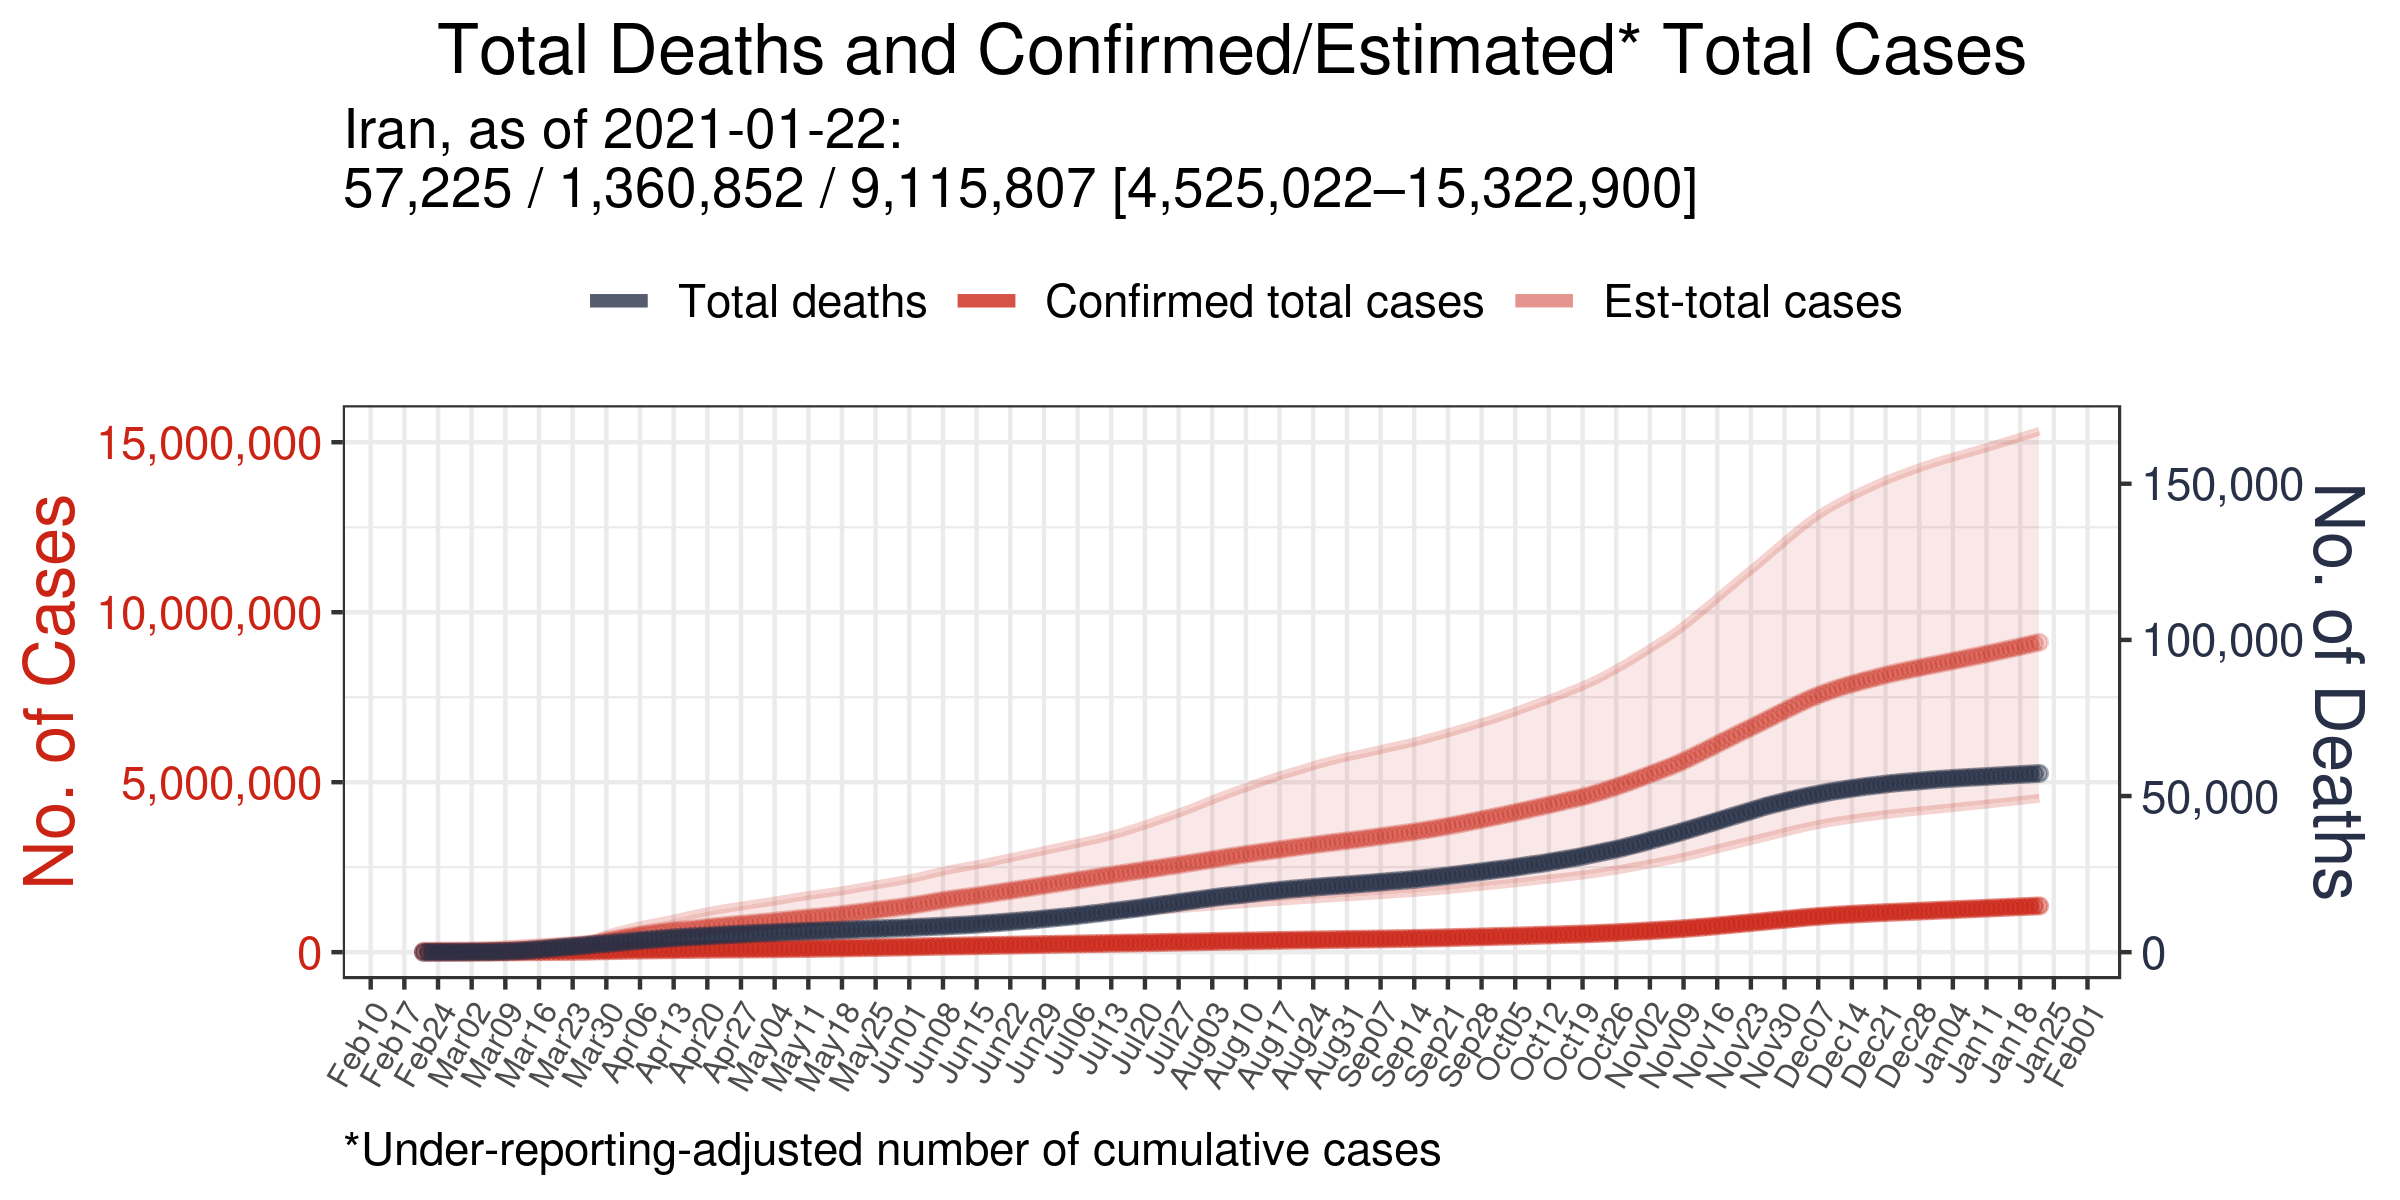 Total Deaths and Confirmed/Estimated* Total Cases
Iran, as of 2021-01-22:
57,225 / 1,360,852 / 9,115,807 [4,525,022–15,322,900]
Total deaths
Confirmed total cases
Est-total cases
No. of Cases
15,000,000
10,000,000
5,000,000
0
150,000
100,000
50,000
0
No. of Deaths
Feb10
Feb17
Feb24
Mar02
Mar09
Mar16
Mar23
Mar30
Apr06
Apr13
Apr20
Apr27
May04
May11
May18
May25
Jun01
Jun08
Jun15
Jun22
Jun29
Jul06
Jul13
Jul20
Jul27
Aug03
Aug10
Aug17
Aug24
Aug31
Sep07
Sep14
Sep21
Sep28
Oct05
Oct12
Oct19
Oct26
Nov02
Nov09
Nov16
Nov23
Nov30
Dec07
Dec14
Dec21
Dec28
Jan04
Jan11
Jan18
Jan25
Feb01
*Under-reporting-adjusted number of cumulative cases